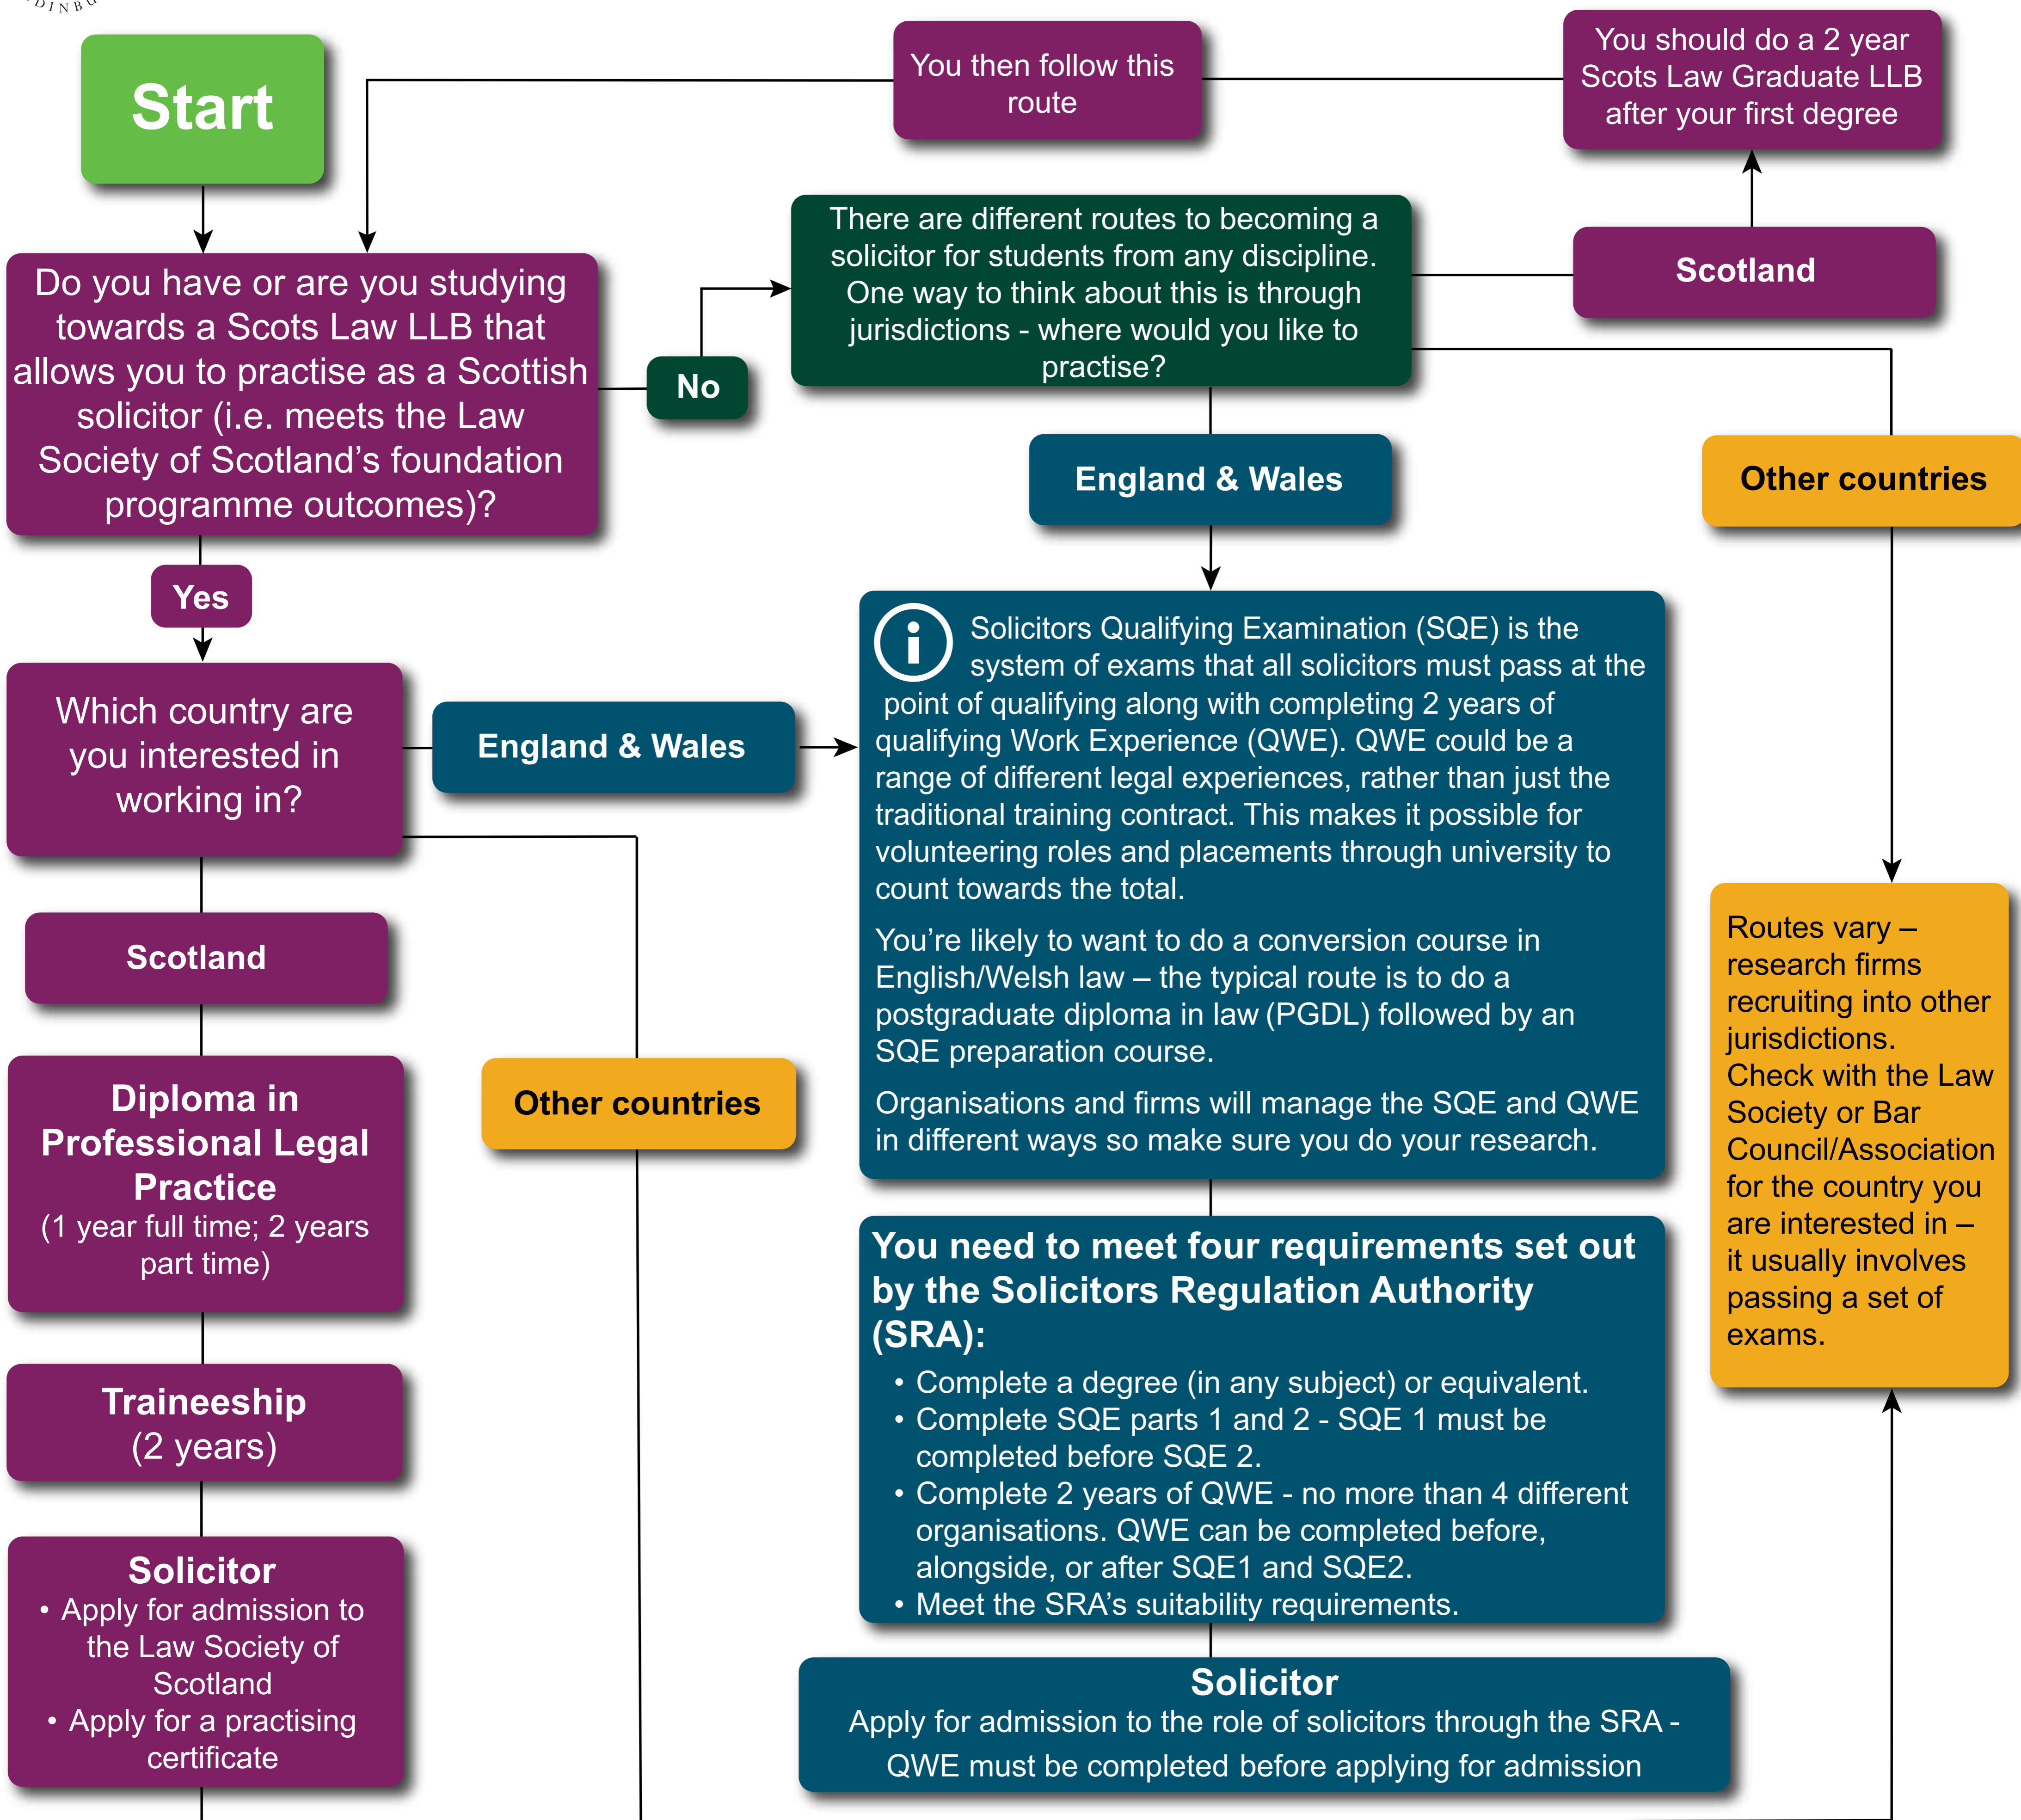 Start
You then follow this
route
You should do a 2 year
Scots Law Graduate LLB
after your first degree
Do you have or are you studying
towards a Scots Law LLB that
allows you to practise as a Scottish
solicitor (i.e. meets the Law
Society of Scotland’s foundation
programme outcomes)?
No
There are different routes to becoming a
solicitor for students from any discipline.
One way to think about this is through
jurisdictions - where would you like to
practise?
Scotland
England & Wales
Other countries
Yes
Which country are
you interested in
working in?
England & Wales
Solicitors Qualifying Examination (SQE) is the
system of exams that all solicitors must pass at the
point of qualifying along with completing 2 years of
qualifying Work Experience (QWE). QWE could be a
range of different legal experiences, rather than just the
traditional training contract. This makes it possible for
volunteering roles and placements through university to
count towards the total.
You’re likely to want to do a conversion course in
English/Welsh law – the typical route is to do a
postgraduate diploma in law (PGDL) followed by an
SQE preparation course.
Organisations and firms will manage the SQE and QWE
in different ways so make sure you do your research.
Routes vary –
research firms
recruiting into other
jurisdictions.
Check with the Law
Society or Bar
Council/Association
for the country you
are interested in –
it usually involves
passing a set of
exams.
Scotland
Other countries
Diploma in
Professional Legal
Practice
(1 year full time; 2 years
part time)
You need to meet four requirements set out
by the Solicitors Regulation Authority
(SRA):
• Complete a degree (in any subject) or equivalent.
• Complete SQE parts 1 and 2 - SQE 1 must be
completed before SQE 2.
• Complete 2 years of QWE - no more than 4 different
organisations. QWE can be completed before,
alongside, or after SQE1 and SQE2.
• Meet the SRA’s suitability requirements.
Traineeship
(2 years)
Solicitor
• Apply for admission to
the Law Society of
Scotland
• Apply for a practising
certificate
Solicitor
Apply for admission to the role of solicitors through the SRA -
QWE must be completed before applying for admission